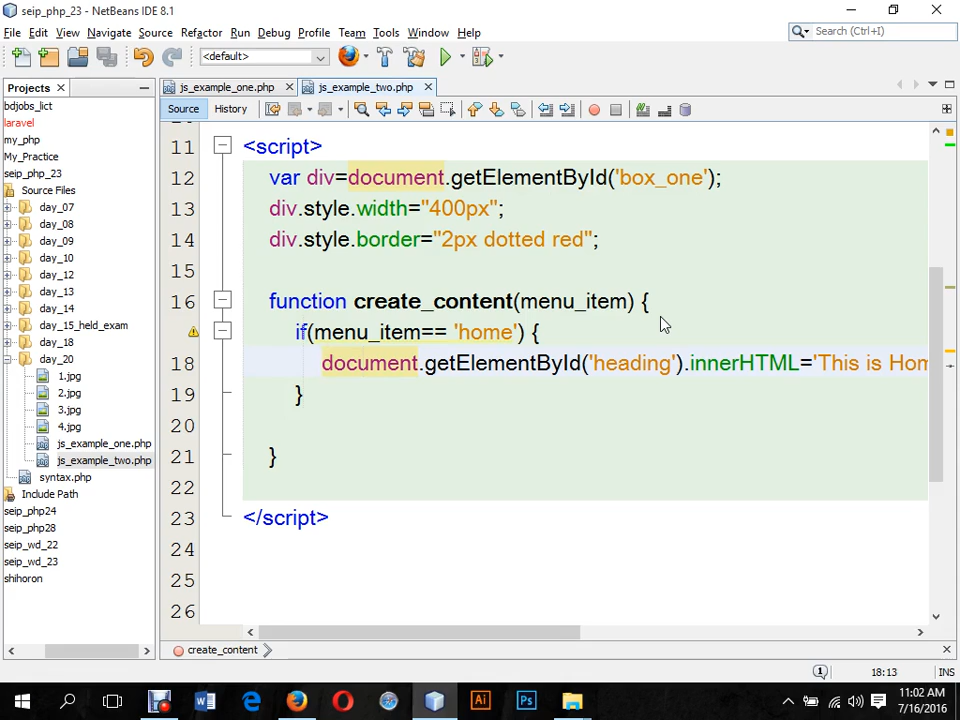 seip_php_23 - NetBeans IDE 8.1
File Edit View Navigate Source Refactor Run Debug Profile Team Tools Window Help
Search (Ctrl+I)
<default>
Projects
js_example_one.php
js_example_two.php
Source History
bdjobs_lict
laravel
my_php
My_Practice
seip_php_23
Source Files
day_07
day_08
day_09
day_10
day_12
day_13
day_14
day_15_held_exam
day_18
day_20
1.jpg
2.jpg
3.jpg
4.jpg
js_example_one.php
js_example_two.php
syntax.php
Include Path
seip_php24
seip_php28
seip_wd_22
seip_wd_23
shihoron
11 <script>
12 var div=document.getElementById('box_one');
13 div.style.width="400px";
14 div.style.border="2px dotted red";
15
16 function create_content(menu_item) {
if(menu_item== 'home') {
18 document.getElementById('heading').innerHTML='This is Hom
19 }
20
21 }
22
23 </script>
24
25
26
create_content
1
18:13
INS
11:02 AM
7/16/2016